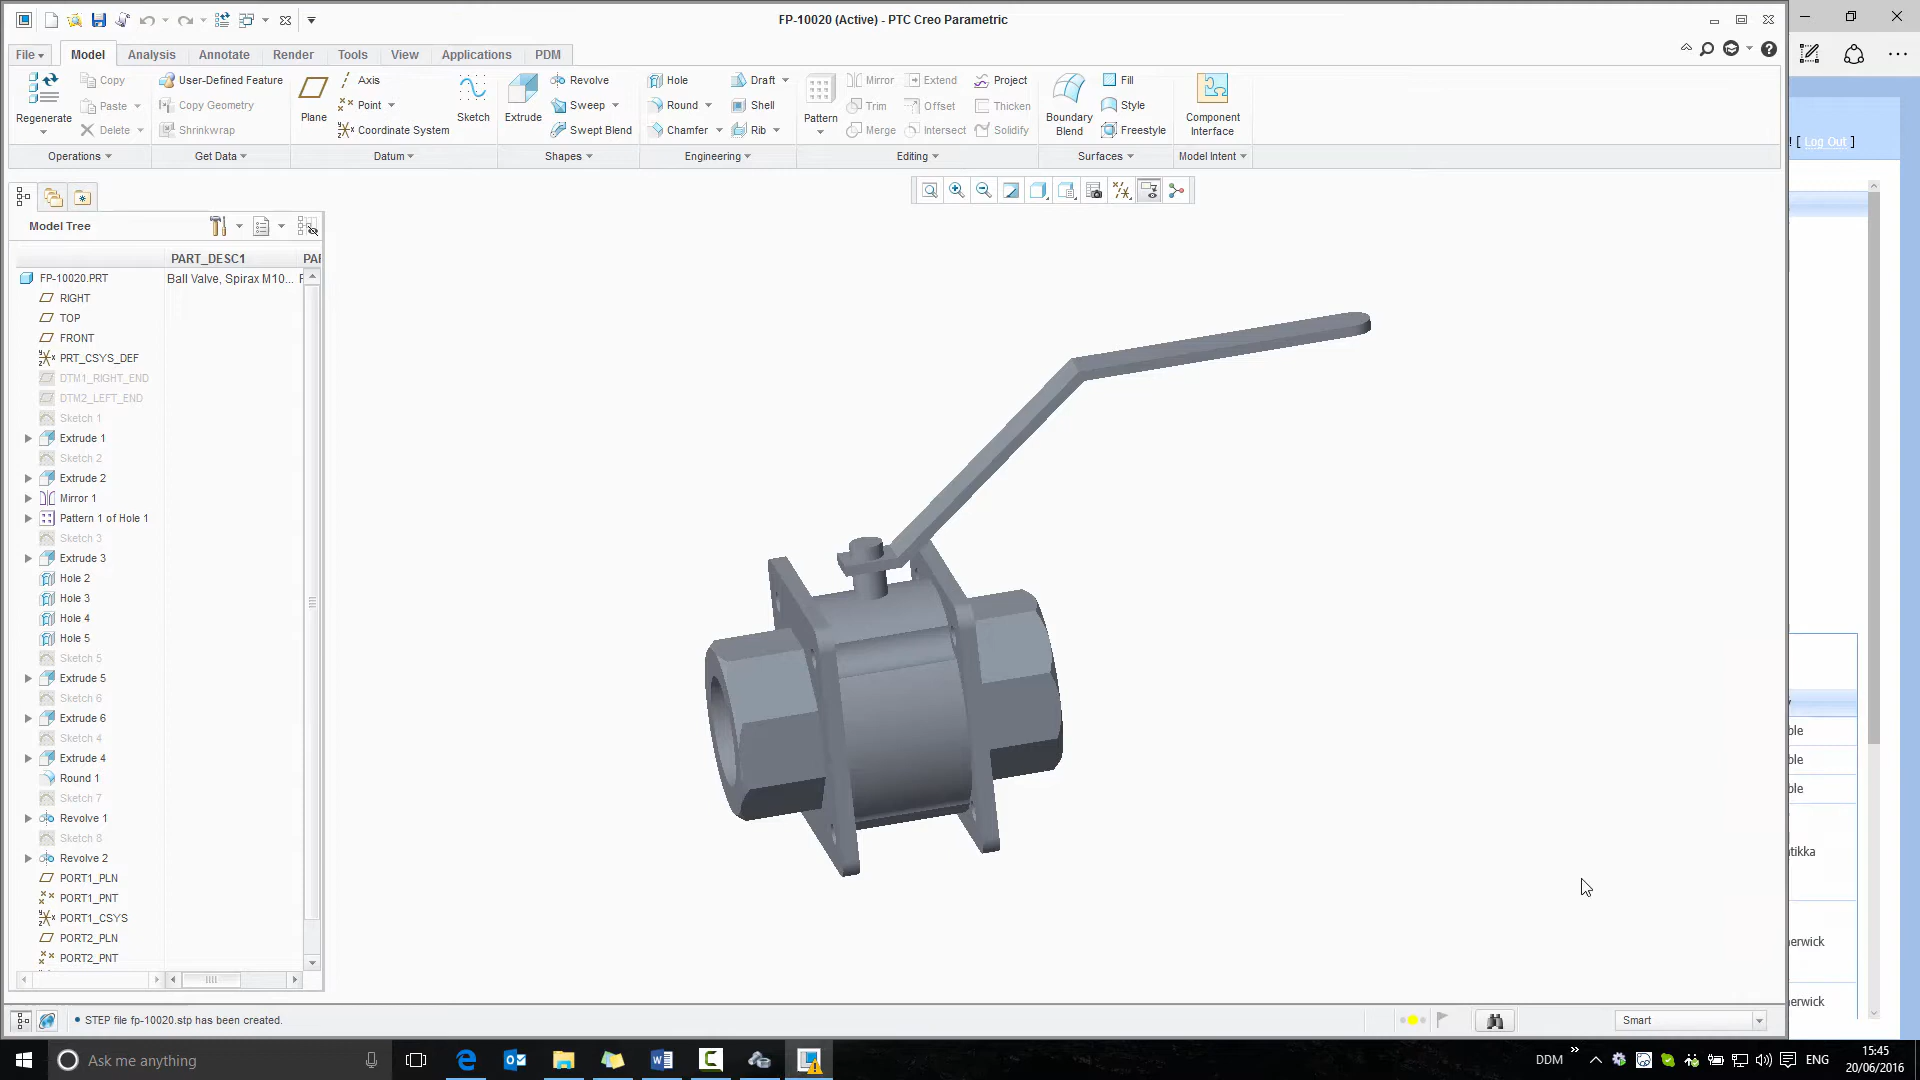 FP-10020 (Active) - PTC Creo Parametric
File
Model
Analysis
Annotate
Render
Tools
View
Applications
PDM
Regenerate
Copy
Paste
Delete
User-Defined Feature
Copy Geometry
Shrinkwrap
Plane
Axis
Point
Coordinate System
Sketch
Extrude
Revolve
Sweep
Swept Blend
Hole
Round
Chamfer
Draft
Shell
Rib
Pattern
Mirror
Trim
Merge
Extend
Offset
Intersect
Project
Thicken
Solidify
Boundary
Blend
Fill
Style
Freestyle
Component
Interface
Operations
Get Data
Datum
Shapes
Engineering
Editing
Surfaces
Model Intent
! [ Log Out ]
Model Tree
PART_DESC1
FP-10020.PRT
Ball Valve, Spirax M10...
RIGHT
TOP
FRONT
PRT_CSYS_DEF
DTM1_RIGHT_END
DTM2_LEFT_END
Sketch 1
Extrude 1
Sketch 2
Extrude 2
Mirror 1
Pattern 1 of Hole 1
Sketch 3
Extrude 3
Hole 2
Hole 3
Hole 4
Hole 5
Sketch 5
Extrude 5
Sketch 6
Extrude 6
Sketch 4
Extrude 4
Round 1
Sketch 7
Revolve 1
Sketch 8
Revolve 2
PORT1_PLN
PORT1_PNT
PORT1_CSYS
PORT2_PLN
PORT2_PNT
ble
ble
ble
tikka
erwick
erwick
• STEP file fp-10020.stp has been created.
Smart
Ask me anything
DDM
ENG
15:45
20/06/2016